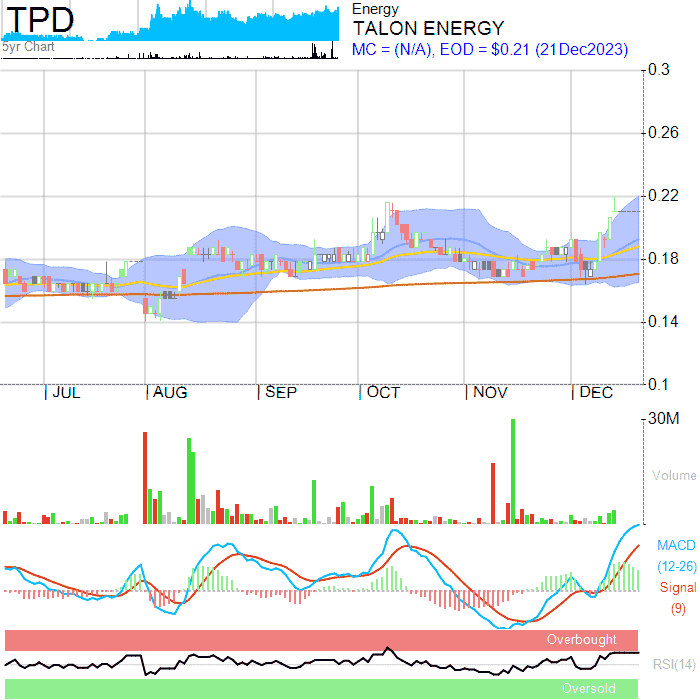 TPD
5yr Chart
Energy
TALON ENERGY
MC = (N/A), EOD = $0.21 (21Dec2023)
0.3
0.26
0.22
0.18
0.14
0.1
JUL AUG SEP OCT NOV DEC
30M
Volume
MACD
(12-26)
Signal
(9)
Overbought
RSI(14)
Oversold